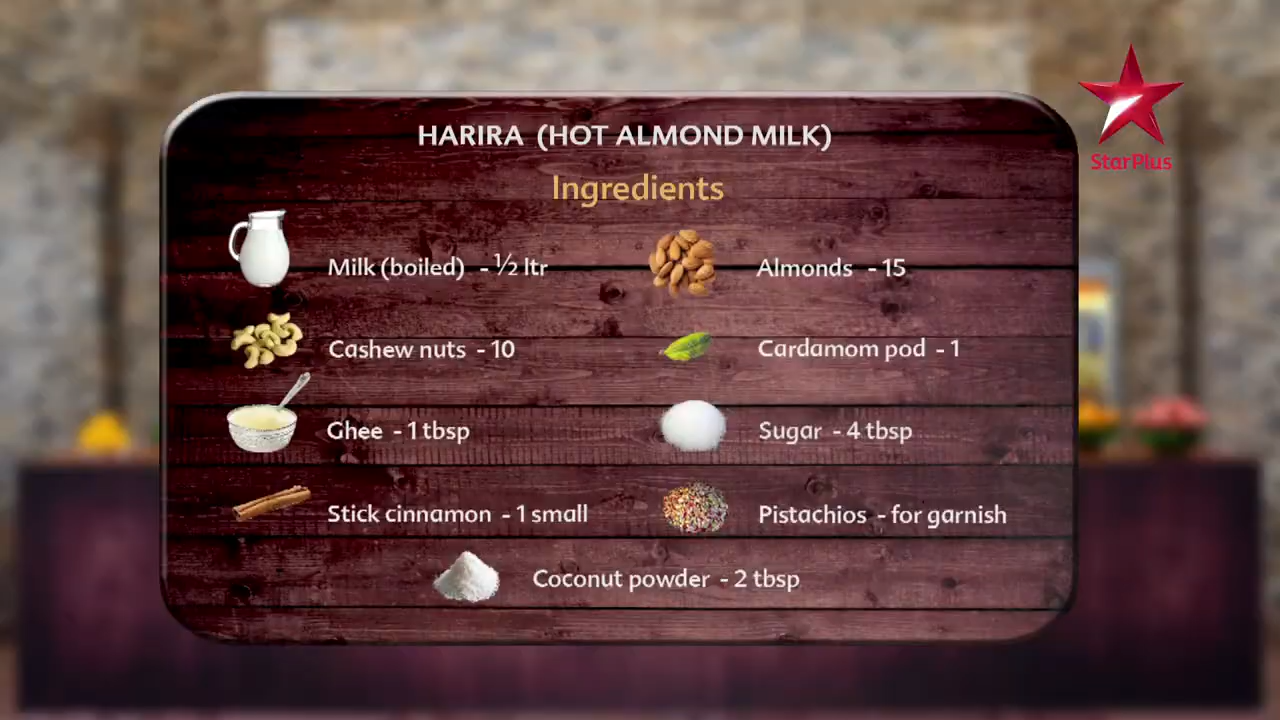 HARIRA (HOT ALMOND MILK)
StarPlus
Ingredients
Milk (boiled) - ½ ltr
Almonds - 15
Cashew nuts - 10
Cardamom pod - 1
Ghee - 1 tbsp
Sugar - 4 tbsp
Stick cinnamon - 1 small
Pistachios - for garnish
Coconut powder - 2 tbsp